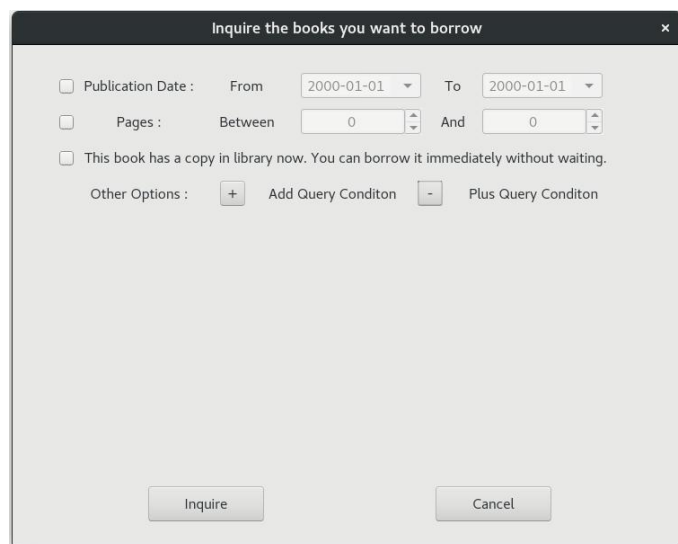 Inquire the books you want to borrow ×
Publication Date : From 2000-01-01 To 2000-01-01
Pages : Between 0 And 0
This book has a copy in library now. You can borrow it immediately without waiting.
Other Options : + Add Query Conditon - Plus Query Conditon
Inquire Cancel